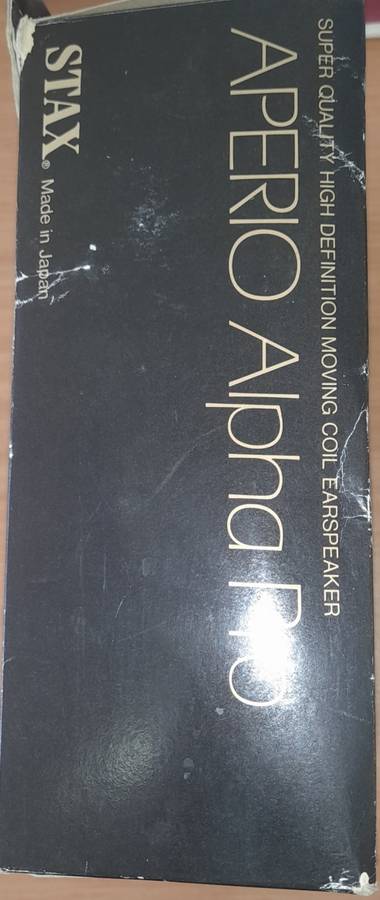 SUPER QUALITY HIGH DEFINITION MOVING COIL EARSPEAKER
APERIO Alpha Pro
STAX® Made in Japan